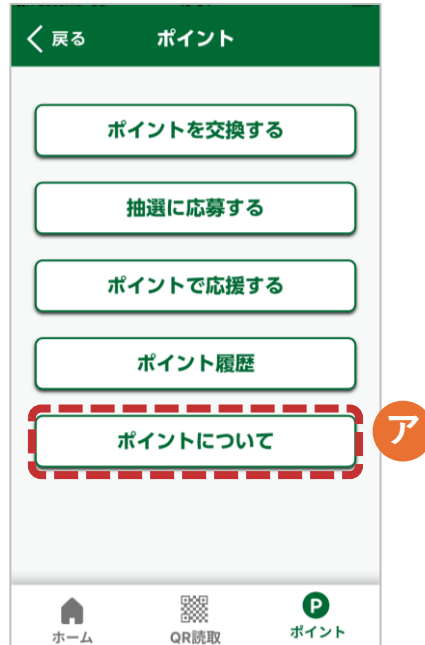 戻る ポイント
ポイントを交換する
抽選に応募する
ポイントで応援する
ポイント履歴
ポイントについて
ア
P
ホーム QR読取 ポイント